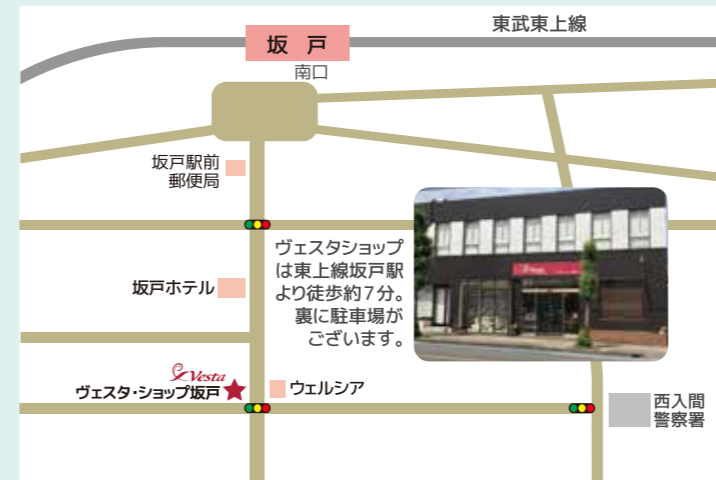 東武東上線
坂 戸
南口
坂戸駅前
郵便局
ヴェスタショップ
は東上線坂戸駅
より徒歩約7分。
裏に駐車場が
ございます。
Vesta
坂戸ホテル
Vesta
ヴェスタ・ショップ坂戸
ウェルシア
西入間
警察署